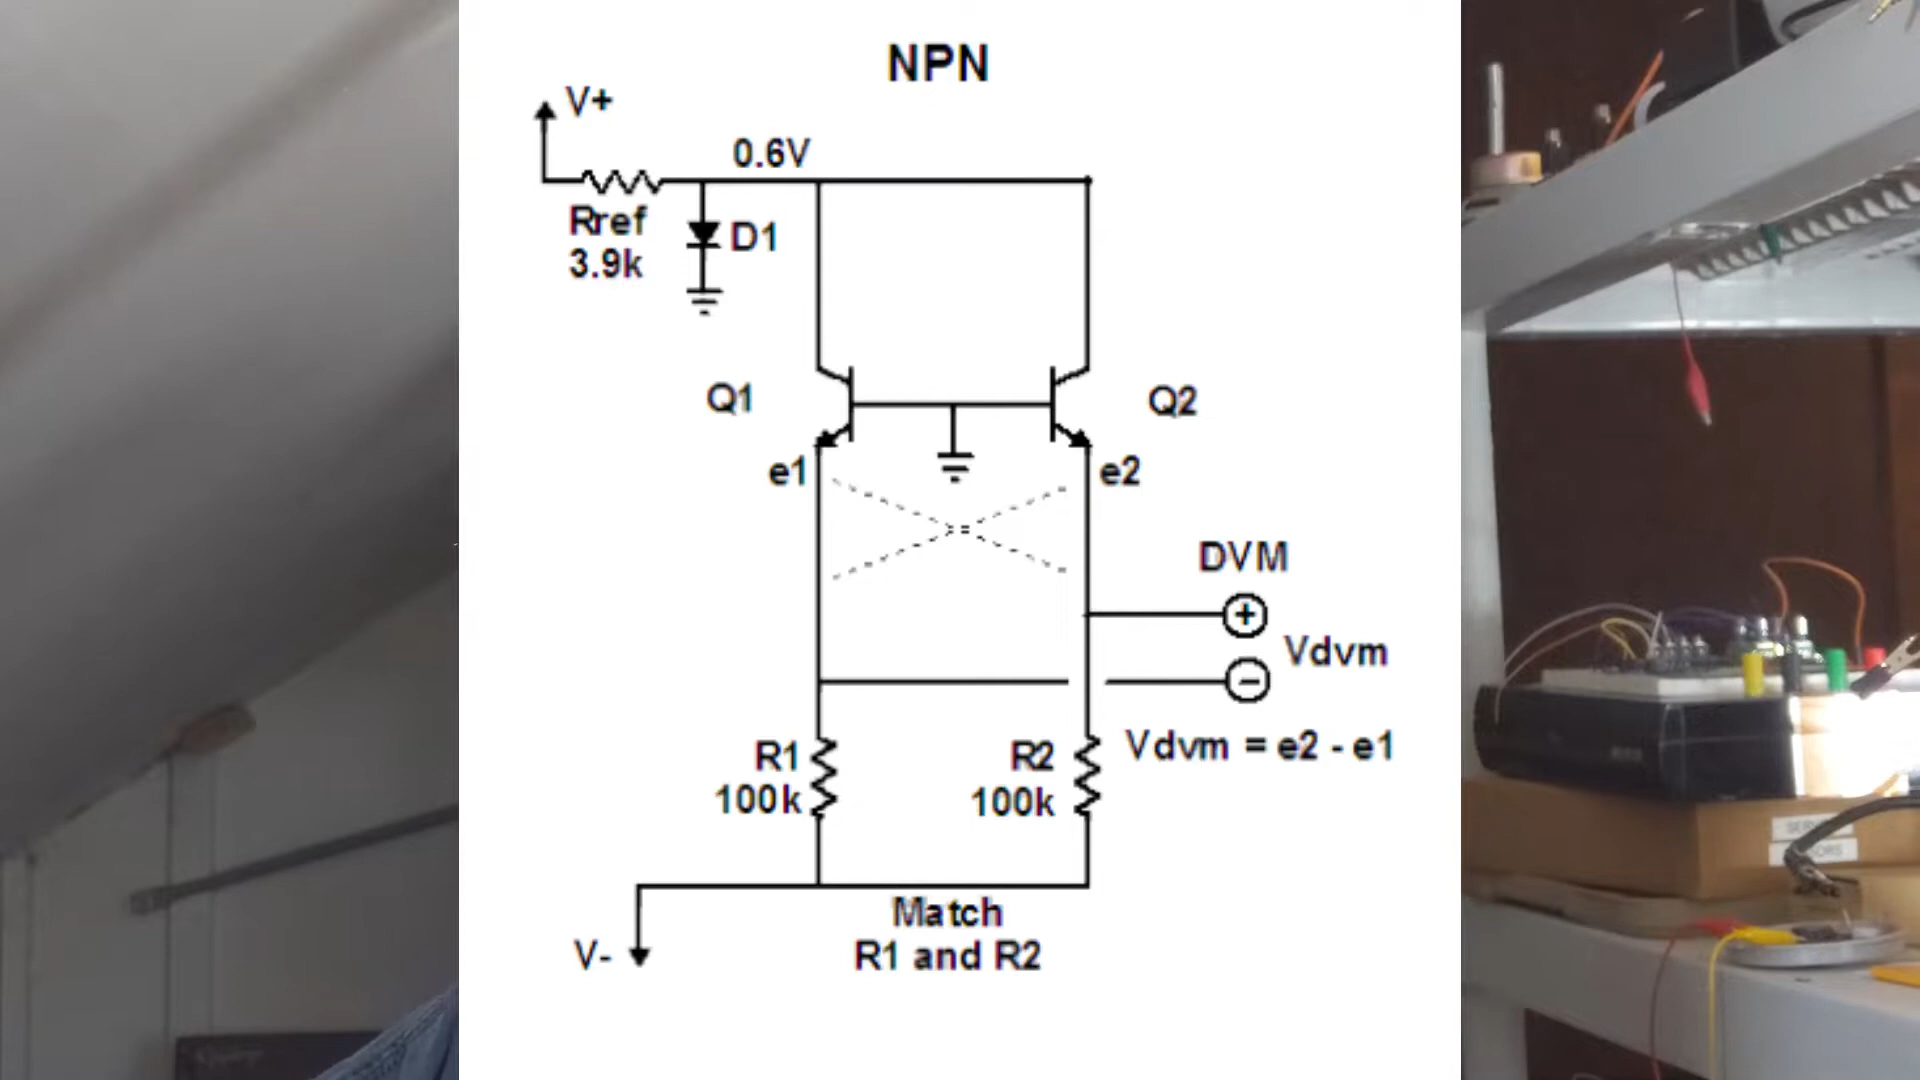 NPN
V+
0.6V
Rref
3.9k
D1
Q1
Q2
e1
e2
DVM
+
Vdvm
−
Vdvm = e2 - e1
R1
100k
R2
100k
Match
R1 and R2
V-